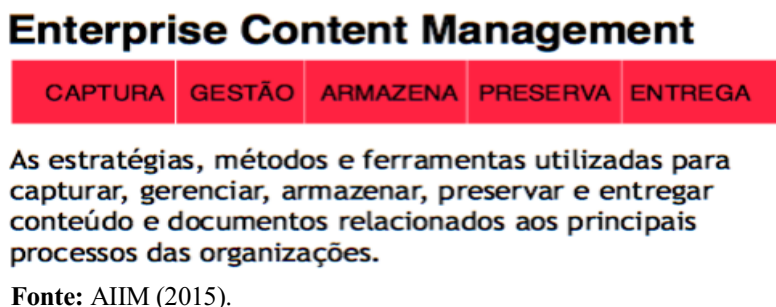 Enterprise Content Management
CAPTURA GESTÃO ARMAZENA PRESERVA ENTREGA
As estratégias, métodos e ferramentas utilizadas para
capturar, gerenciar, armazenar, preservar e entregar
conteúdo e documentos relacionados aos principais
processos das organizações.
Fonte: AIIM (2015).